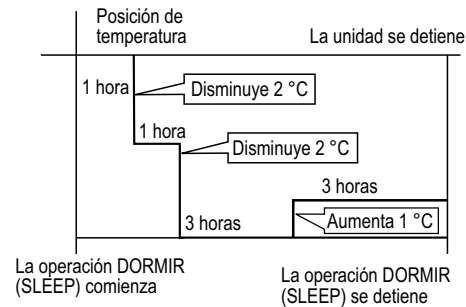 Posición de
temperatura
La unidad se detiene
1 hora
Disminuye 2 °C
1 hora
Disminuye 2 °C
3 horas
3 horas
Aumenta 1 °C
La operación DORMIR
(SLEEP) comienza
La operación DORMIR
(SLEEP) se detiene